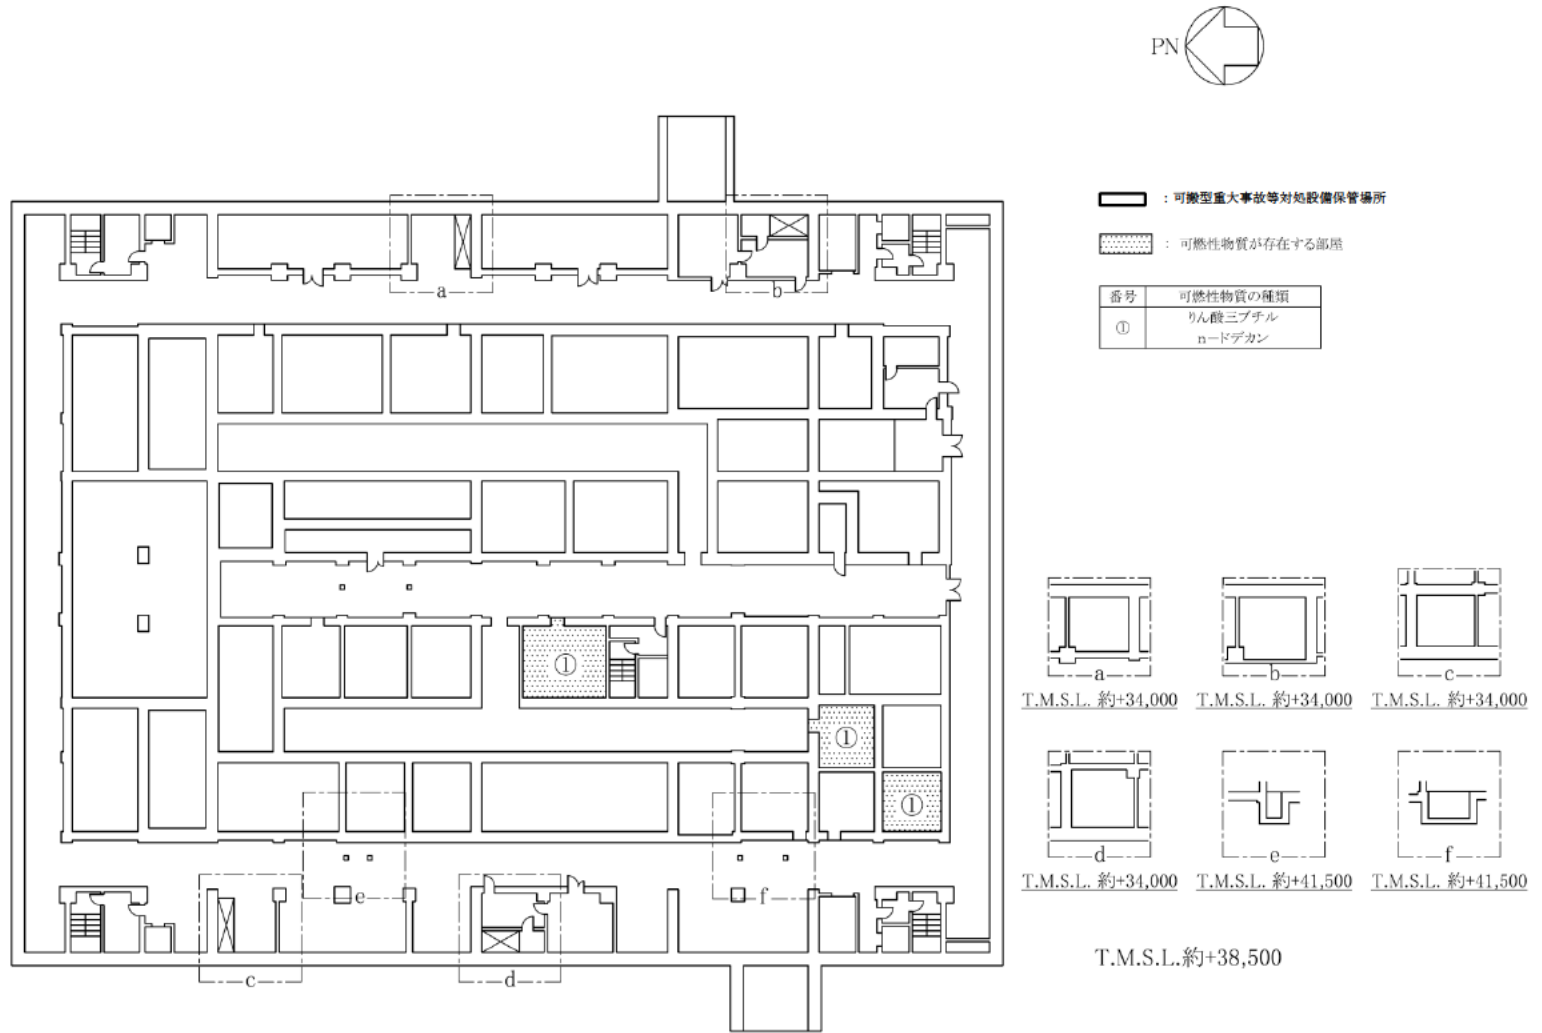 PN
：可搬型重大事故等対処設備保管場所
： 可燃性物質が存在する部屋
番号 可燃性物質の種類
① りん酸三ブチル
n－ドデカン
a
b
①
①
①
e
f
c
d
a
T.M.S.L. 約+34,000
b
T.M.S.L. 約+34,000
c
T.M.S.L. 約+34,000
d
T.M.S.L. 約+34,000
e
T.M.S.L. 約+41,500
f
T.M.S.L. 約+41,500
T.M.S.L.約+38,500